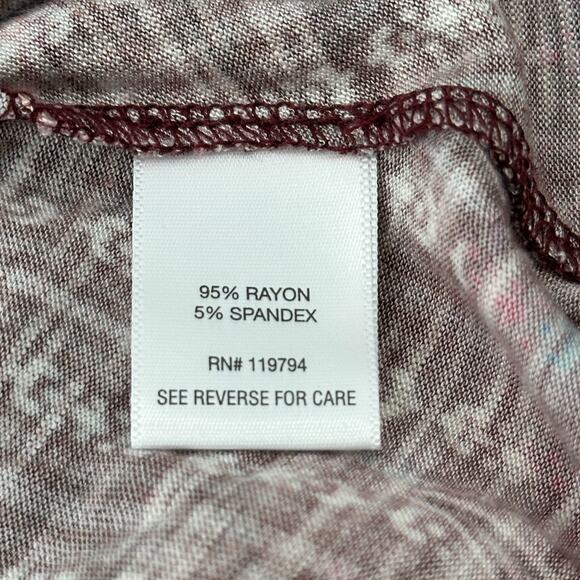 95% RAYON
5% SPANDEX
RN# 119794
SEE REVERSE FOR CARE